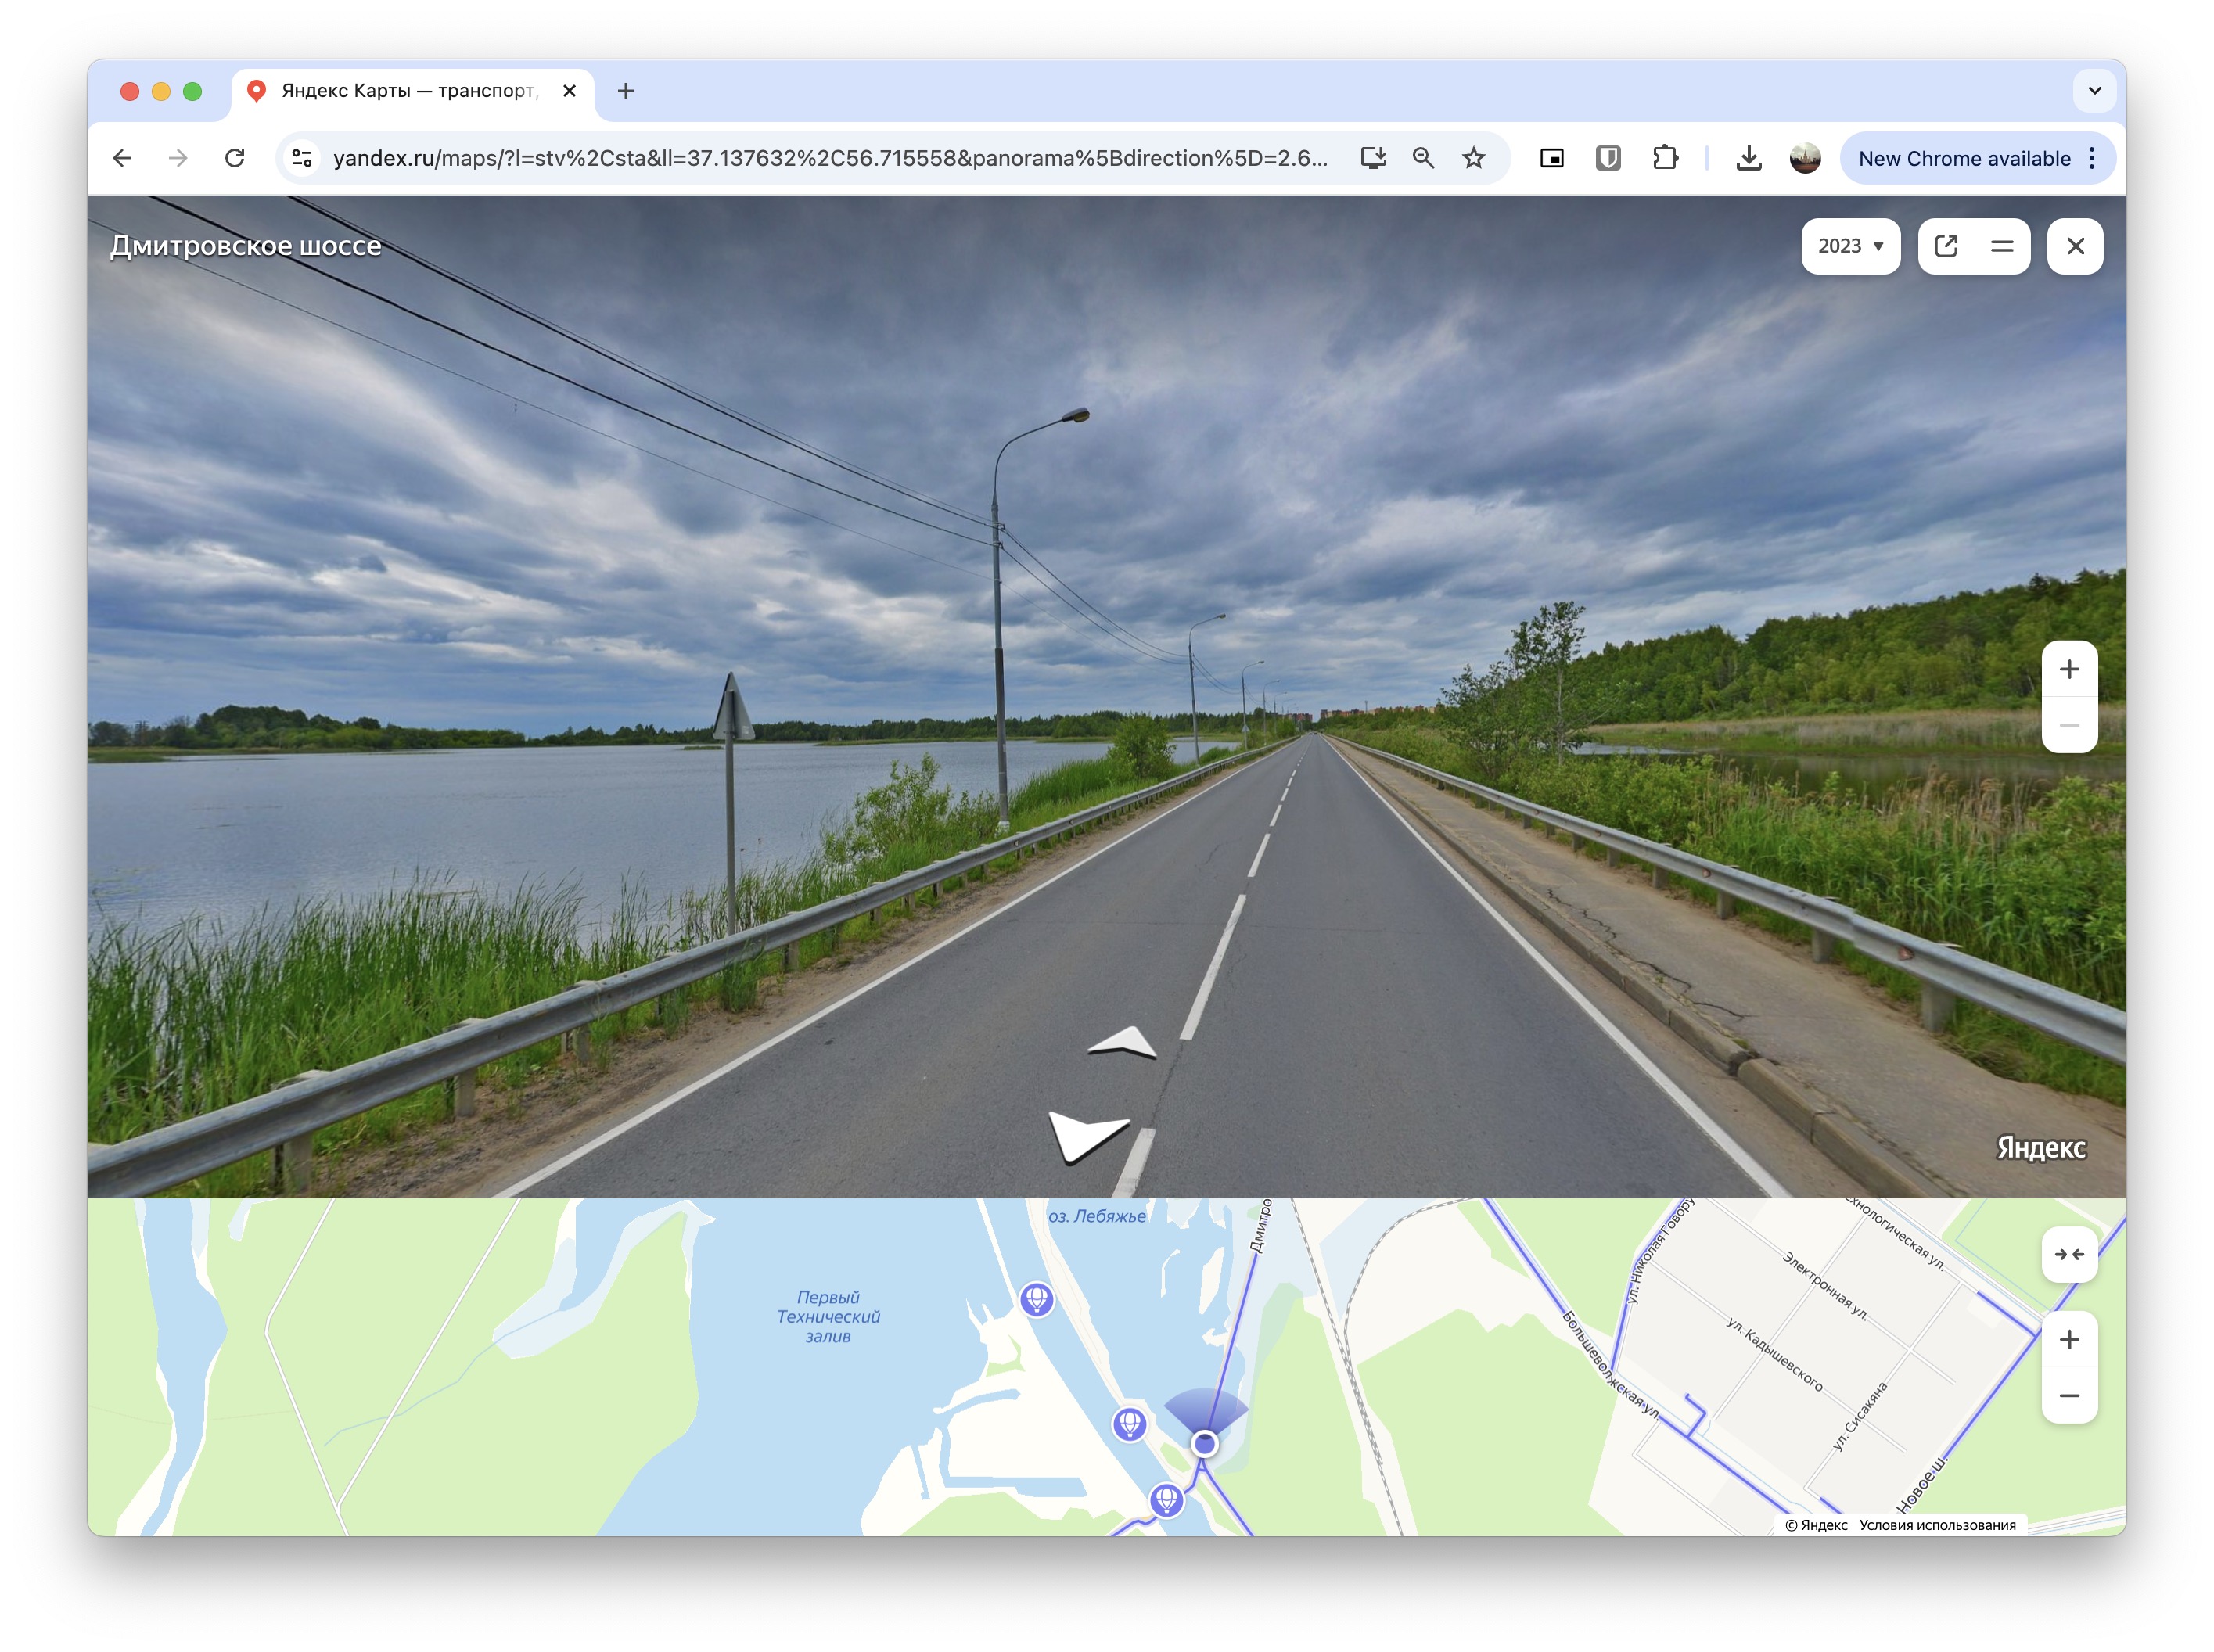 Яндекс Карты — транспорт,
yandex.ru/maps/?l=stv%2Csta&ll=37.137632%2C56.715558&panorama%5Bdirection%5D=2.6...
New Chrome available
Дмитровское шоссе
2023
Яндекс
оз. Лебяжье
Дмитро
Первый
Технический
залив
Большеволжская ул.
ул. Николая Говору
хнологическая ул.
Электронная ул.
ул. Кадышевского
ул. Сисакяна
Новое ш.
© Яндекс Условия использования